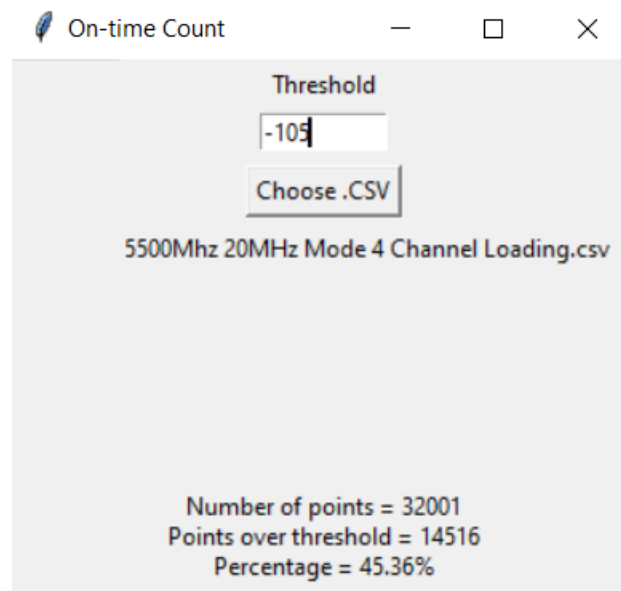 On-time Count
Threshold
-105
Choose .CSV
5500Mhz 20MHz Mode 4 Channel Loading.csv
Number of points = 32001
Points over threshold = 14516
Percentage = 45.36%